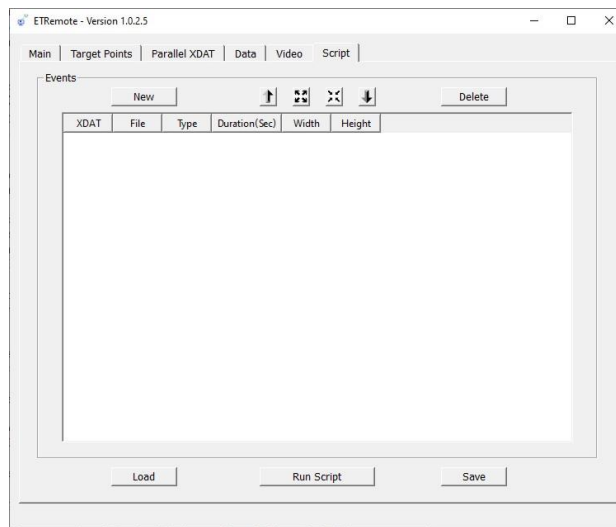 ETRemote - Version 1.0.2.5
Main Target Points Parallel XDAT Data Video Script
Events
New Delete
XDAT File Type Duration(Sec) Width Height
Load Run Script Save